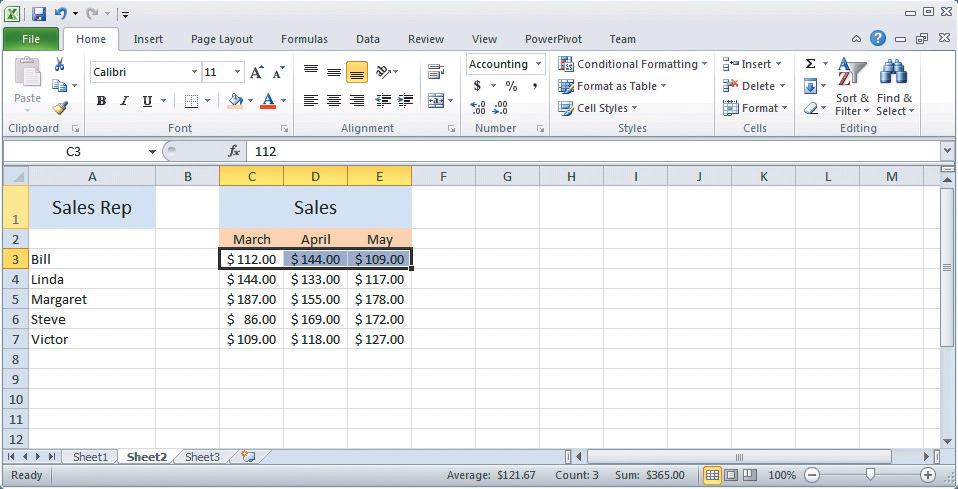 File Home Insert Page Layout Formulas Data Review View PowerPivot Team
Calibri 11 Accounting Conditional Formatting Insert Σ
Paste B I U A $ % , Format as Table Delete Sort & Filter Find & Select
.0 .00 .00 .0 Cell Styles Format
Clipboard Font Alignment Number Styles Cells Editing
C3 fx 112
A B C D E F G H I J K L M
1 Sales Rep Sales
2 March April May
3 Bill $ 112.00 $ 144.00 $ 109.00
4 Linda $ 144.00 $ 133.00 $ 117.00
5 Margaret $ 187.00 $ 155.00 $ 178.00
6 Steve $ 86.00 $ 169.00 $ 172.00
7 Victor $ 109.00 $ 118.00 $ 127.00
8
9
10
11
12
Sheet1 Sheet2 Sheet3
Ready Average: $121.67 Count: 3 Sum: $365.00 100%